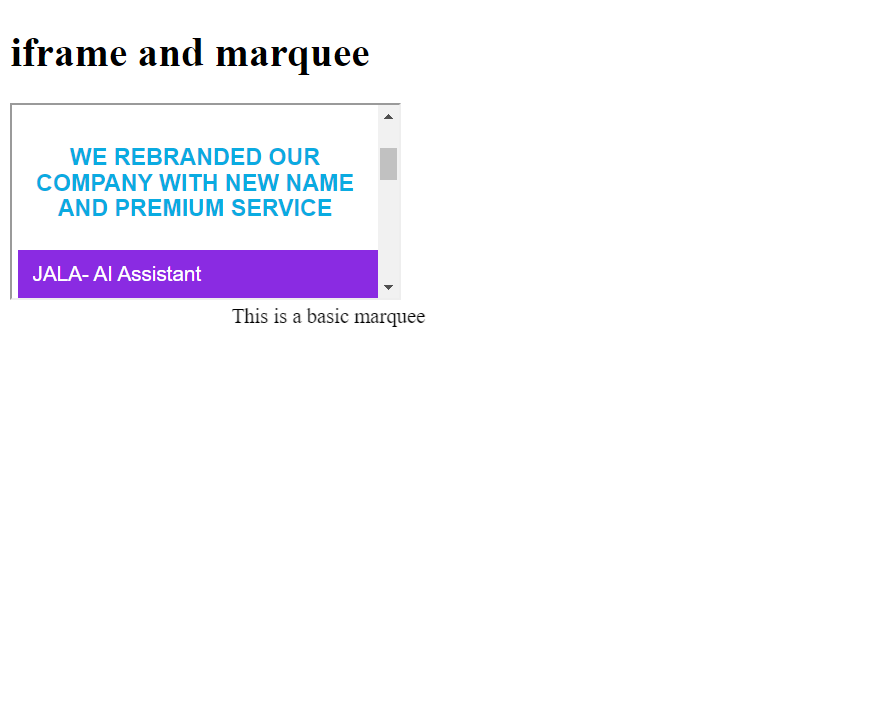 iframe and marquee
WE REBRANDED OUR
COMPANY WITH NEW NAME
AND PREMIUM SERVICE
JALA- AI Assistant
This is a basic marquee